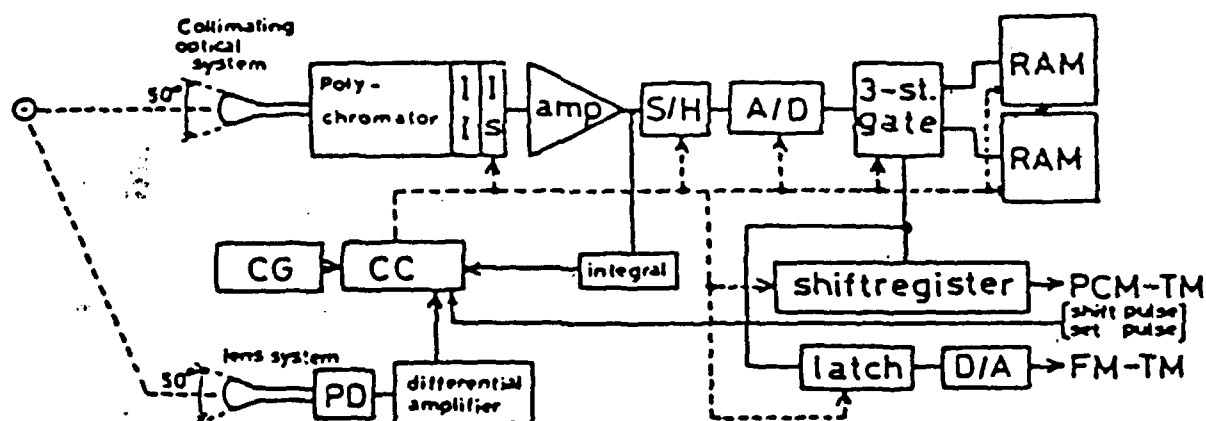 Collimating
optical
system
50°
Poly-
chromator
I I
I S
amp
S/H
A/D
3-st.
gate
RAM
RAM
CG
CC
integral
shiftregister
PCM-TM
[shift pulse
set pulse]
50°
lens system
PD
differential
amplifier
latch
D/A
FM-TM